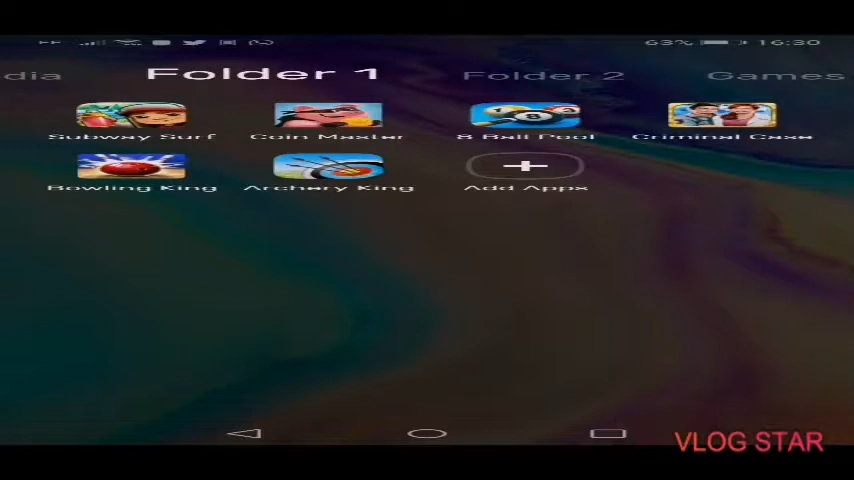 63% 16:30
dia Folder 1 Folder 2 Games
Subway Surf Coin Master 8 Ball Pool Criminal Case
Bowling King Archery King Add Apps
VLOG STAR